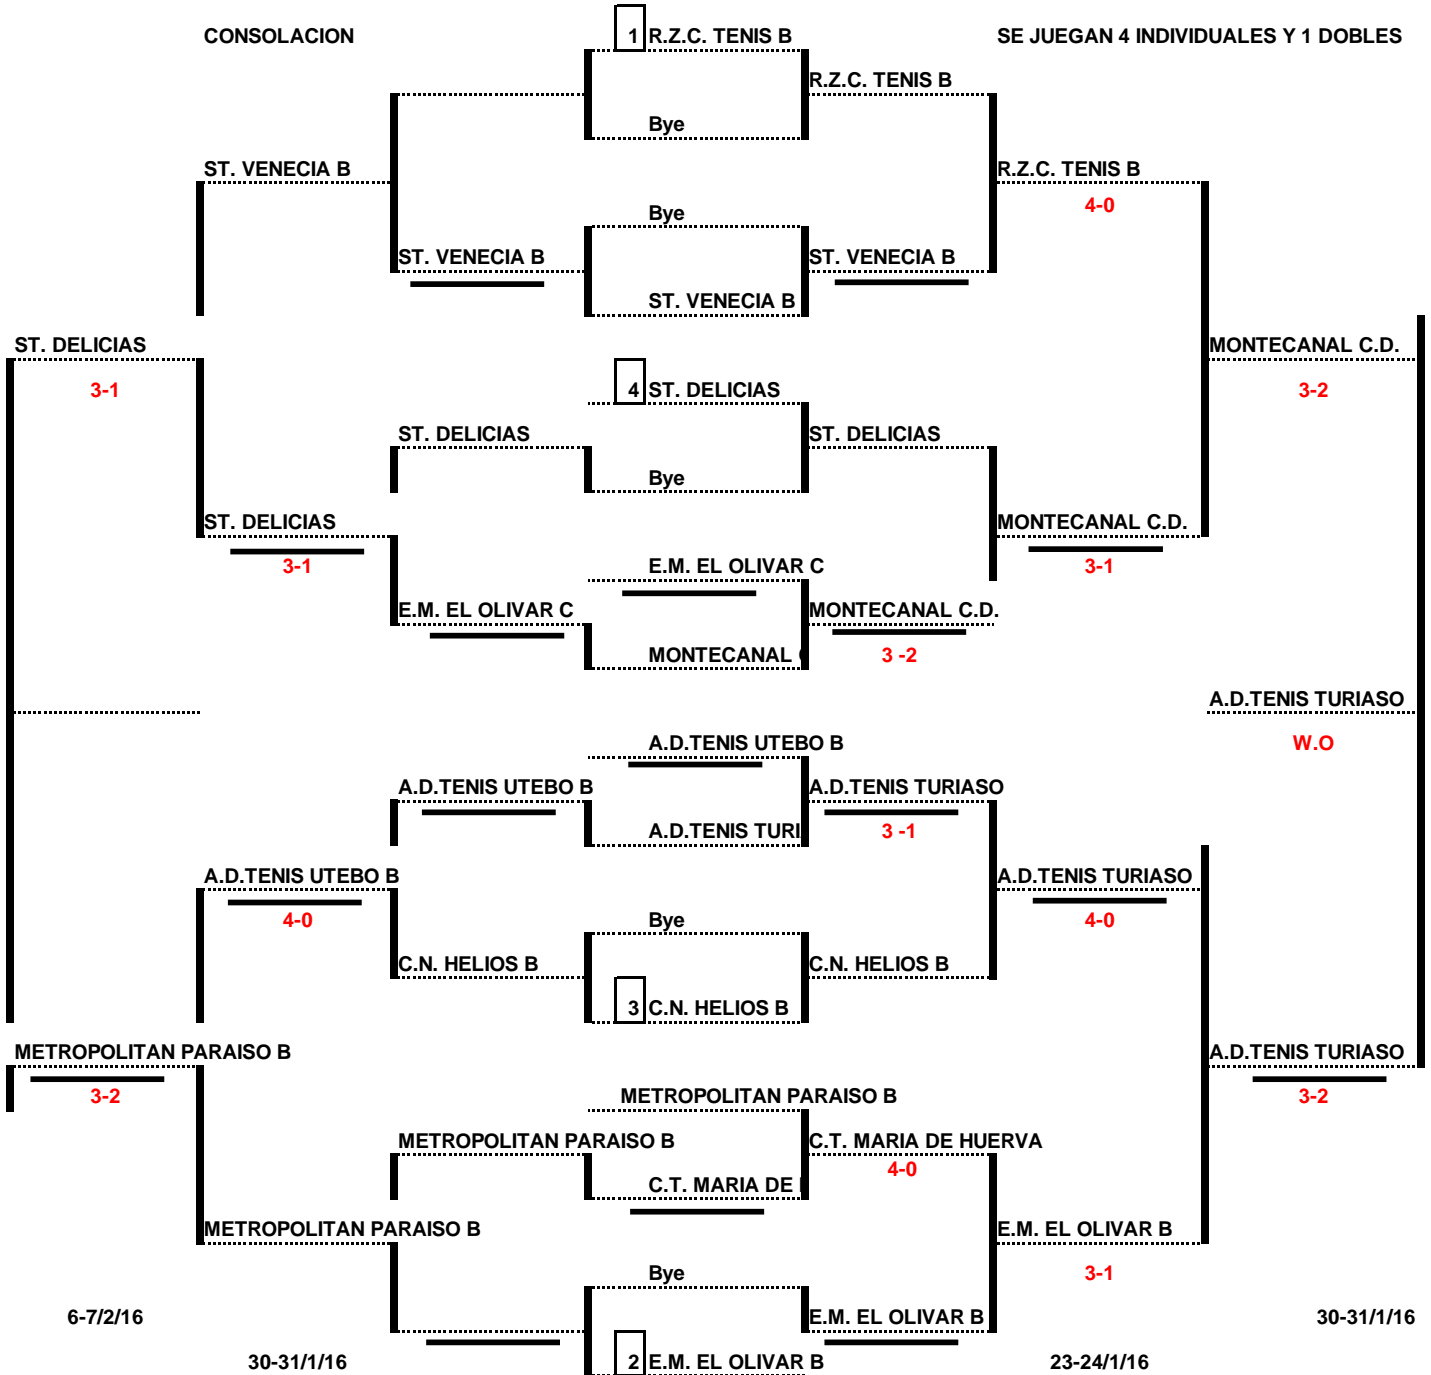 CONSOLACION
1 R.Z.C. TENIS B
SE JUEGAN 4 INDIVIDUALES Y 1 DOBLES
R.Z.C. TENIS B
Bye
ST. VENECIA B
R.Z.C. TENIS B
4-0
Bye
ST. VENECIA B
ST. VENECIA B
ST. VENECIA B
ST. DELICIAS
MONTECANAL C.D.
3-1
4 ST. DELICIAS
3-2
ST. DELICIAS
ST. DELICIAS
Bye
ST. DELICIAS
MONTECANAL C.D.
3-1
E.M. EL OLIVAR C
3-1
E.M. EL OLIVAR C
MONTECANAL C.D.
MONTECANAL
3 -2
A.D.TENIS TURIASO
A.D.TENIS UTEBO B
W.O
A.D.TENIS UTEBO B
A.D.TENIS TURIASO
A.D.TENIS TURI
3 -1
A.D.TENIS UTEBO B
A.D.TENIS TURIASO
4-0
Bye
4-0
C.N. HELIOS B
C.N. HELIOS B
3 C.N. HELIOS B
METROPOLITAN PARAISO B
A.D.TENIS TURIASO
3-2
METROPOLITAN PARAISO B
3-2
METROPOLITAN PARAISO B
C.T. MARIA DE HUERVA
4-0
C.T. MARIA DE
METROPOLITAN PARAISO B
E.M. EL OLIVAR B
Bye
3-1
6-7/2/16
E.M. EL OLIVAR B
30-31/1/16
30-31/1/16
2 E.M. EL OLIVAR B
23-24/1/16